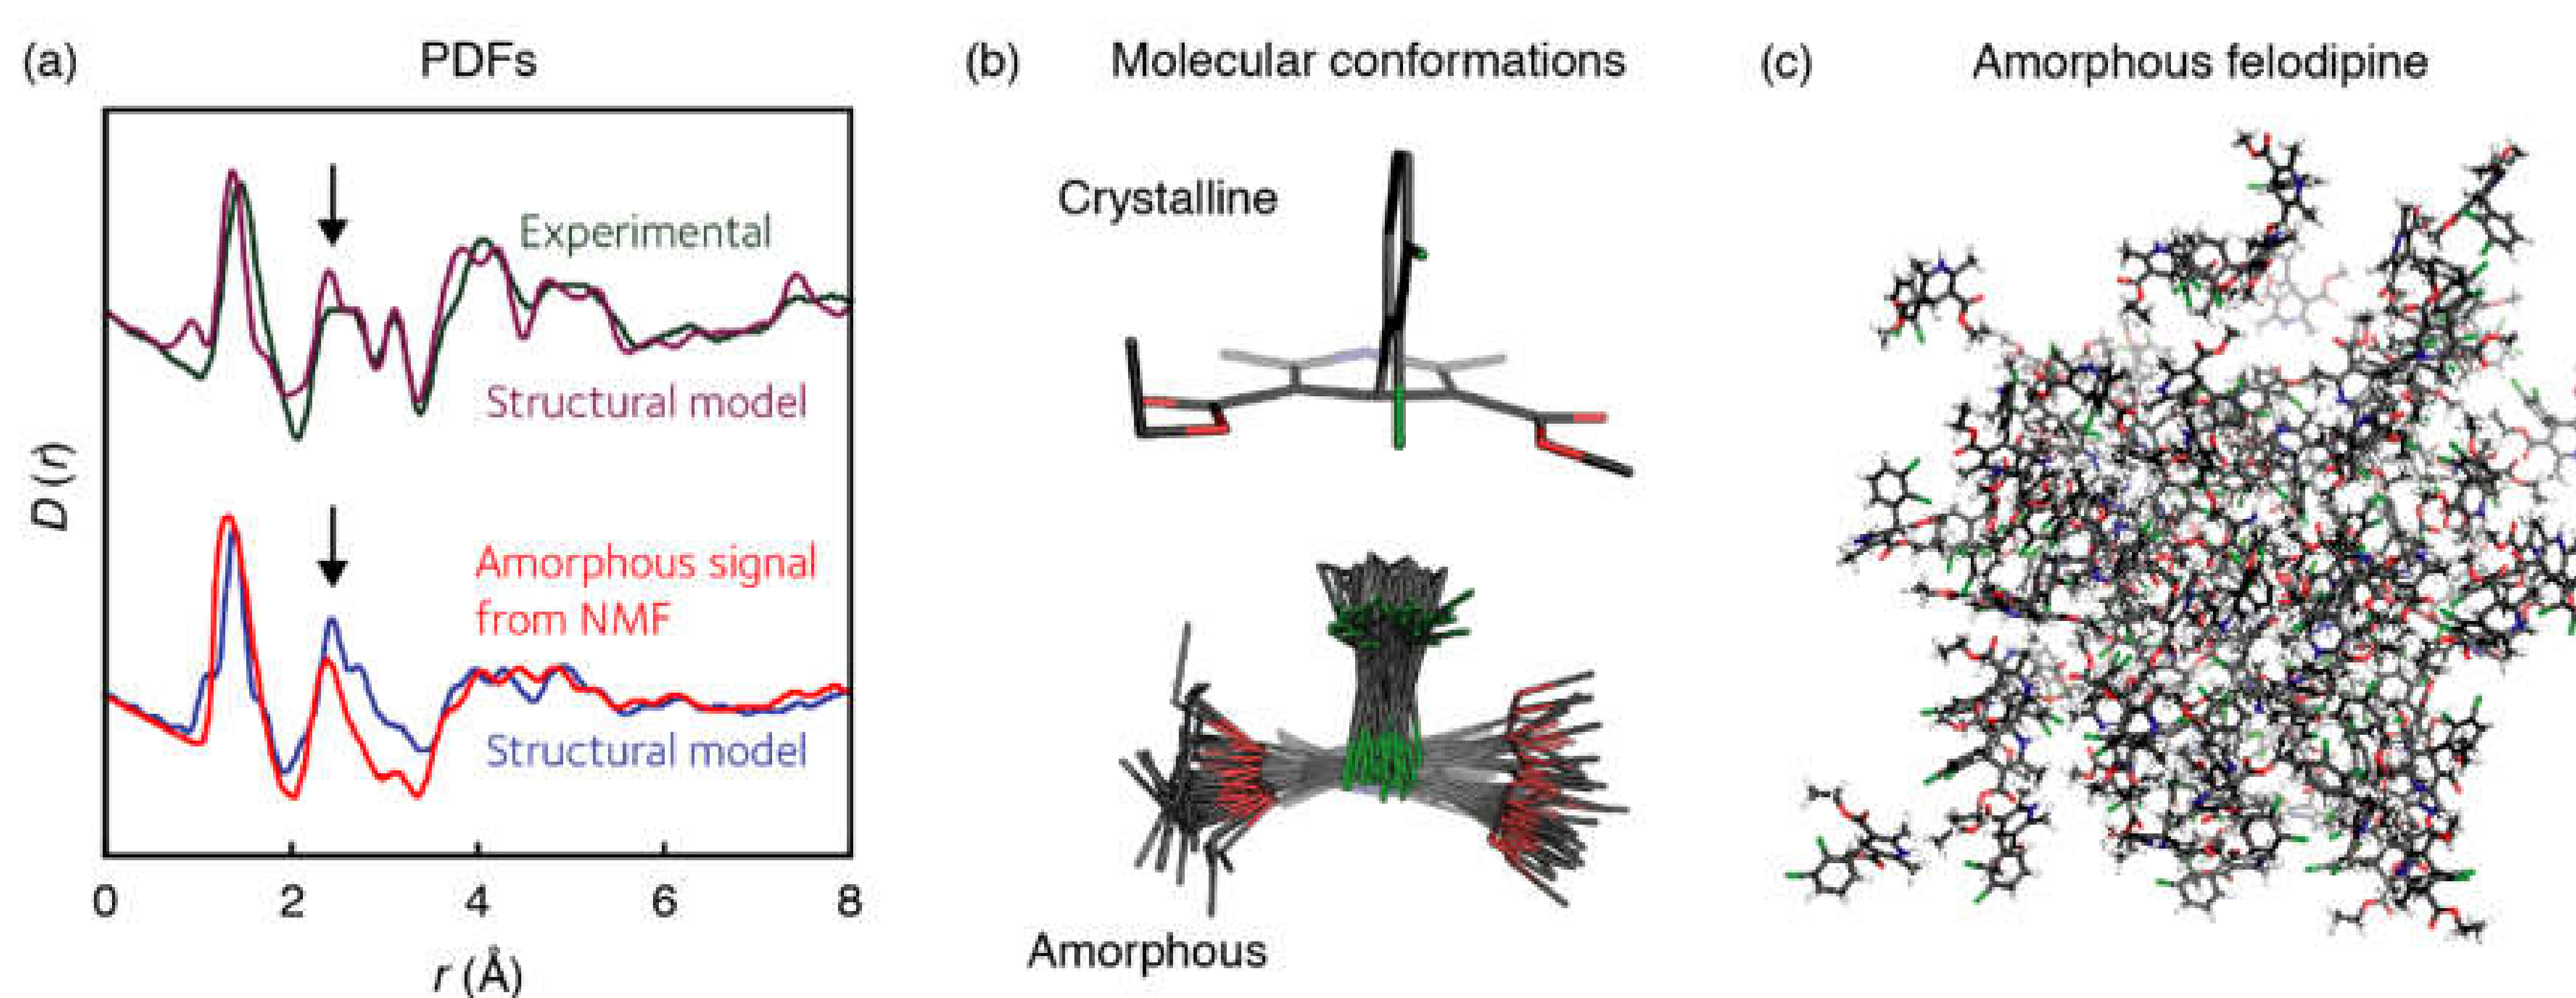 (a)
PDFs
(b)
Molecular conformations
(c)
Amorphous felodipine
Experimental
Structural model
Amorphous signal
from NMF
Structural model
D (r)
0 2 4 6 8
r (Å)
Crystalline
Amorphous